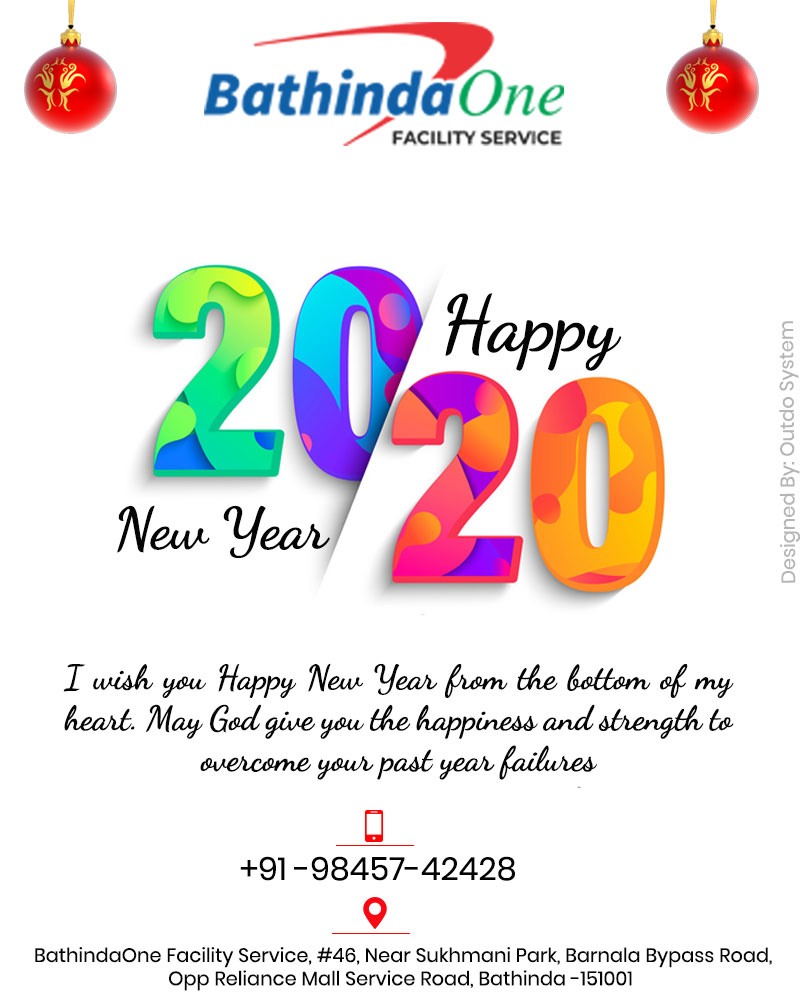 BathindaOne
FACILITY SERVICE
20
Happy
20
New Year
Designed By: Outdo System
I wish you Happy New Year from the bottom of my
heart. May God give you the happiness and strength to
overcome your past year failures
+91-98457-42428
BathindaOne Facility Service, #46, Near Sukhmani Park, Barnala Bypass Road,
Opp Reliance Mall Service Road, Bathinda -151001